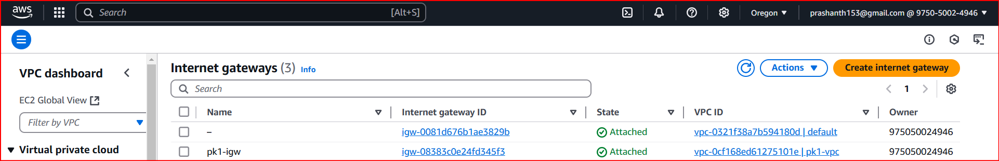 aws Search [Alt+S] Oregon prashanth153@gmail.com @ 9750-5002-4946
VPC dashboard
EC2 Global View
Filter by VPC
Virtual private cloud
Internet gateways (3) Info
Actions Create internet gateway
Search
1
Name Internet gateway ID State VPC ID Owner
– igw-0081d676b1ae3829b Attached vpc-0321f38a7b594180d | default 975050024946
pk1-igw igw-08383c0e24fd345f3 Attached vpc-0cf168ed61275101e | pk1-vpc 975050024946